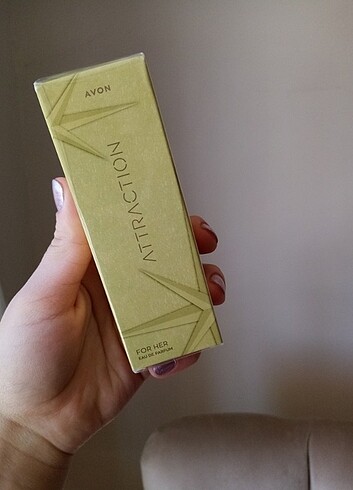 AVON
ATTRACTION
FOR HER
EAU DE PARFUM